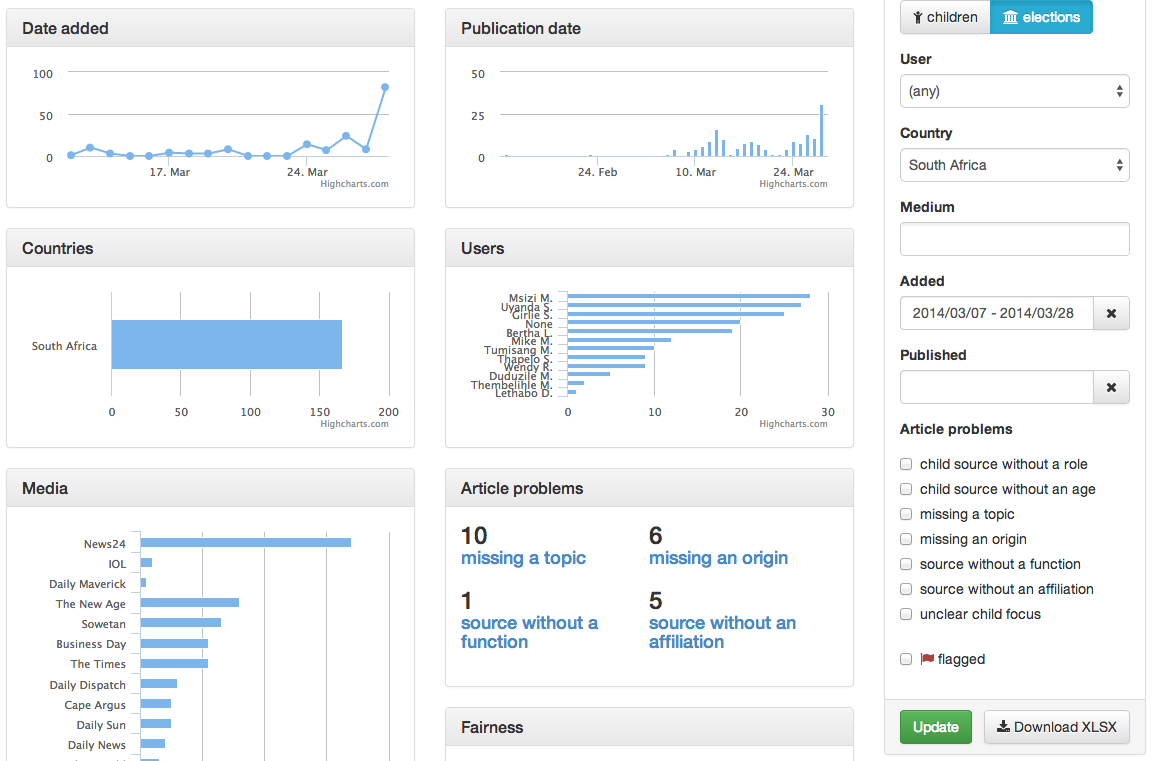 Date added
100
50
0
17. Mar
24. Mar
Highcharts.com
Publication date
50
25
0
24. Feb
10. Mar
24. Mar
Highcharts.com
Countries
South Africa
0
50
100
150
200
Highcharts.com
Users
Msizi M.
Uyanda S.
Girlie S.
None
Bertha L.
Mike M.
Tumisang M.
Thapelo S.
Wendy R.
Duduzile M.
Thembelihle M.
Lethabo D.
0
10
20
30
Highcharts.com
Media
News24
IOL
Daily Maverick
The New Age
Sowetan
Business Day
The Times
Daily Dispatch
Cape Argus
Daily Sun
Daily News
Article problems
10
missing a topic
6
missing an origin
1
source without a
function
5
source without an
affiliation
Fairness
children
elections
User
(any)
Country
South Africa
Medium
Added
2014/03/07 - 2014/03/28
Published
Article problems
child source without a role
child source without an age
missing a topic
missing an origin
source without a function
source without an affiliation
unclear child focus
flagged
Update
Download XLSX